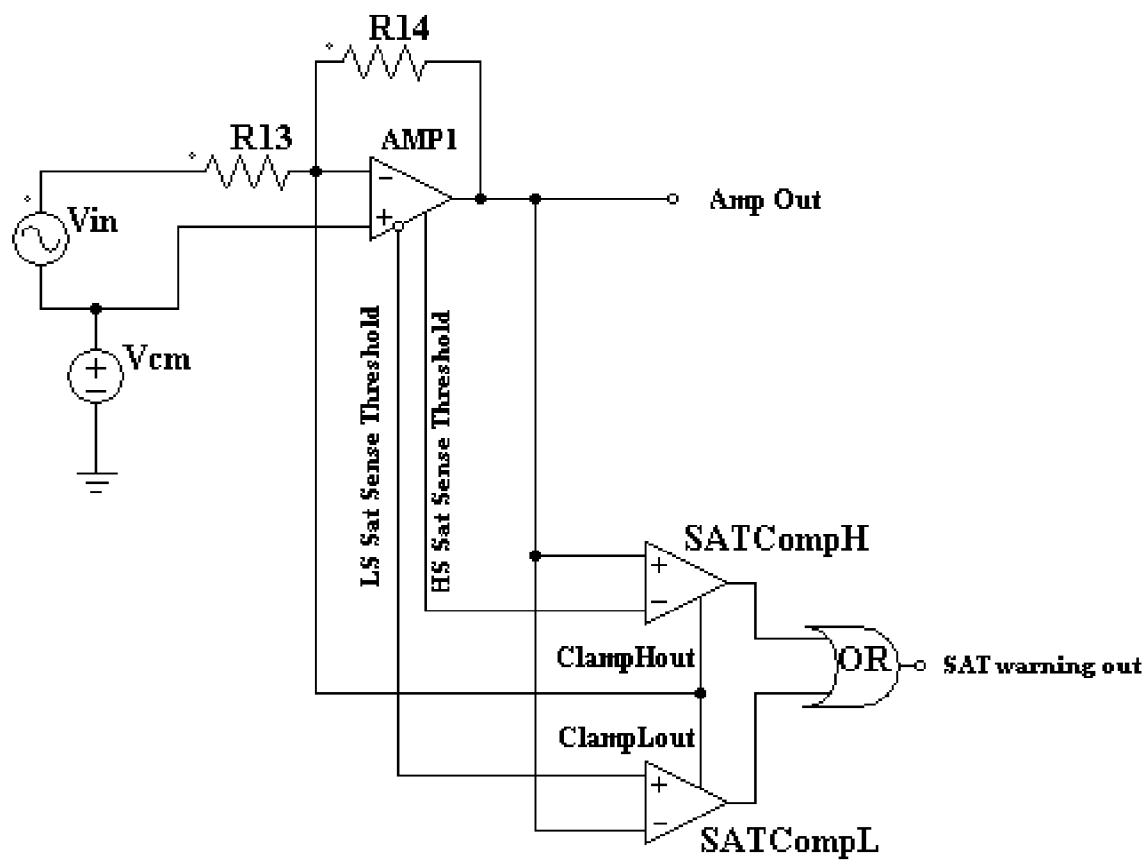 R14
R13
AMP1
Vin
Amp Out
Vcm
LS Sat Sense Threshold
HS Sat Sense Threshold
SATCompH
ClampHout
OR
SAT warning out
ClampLout
SATCompL